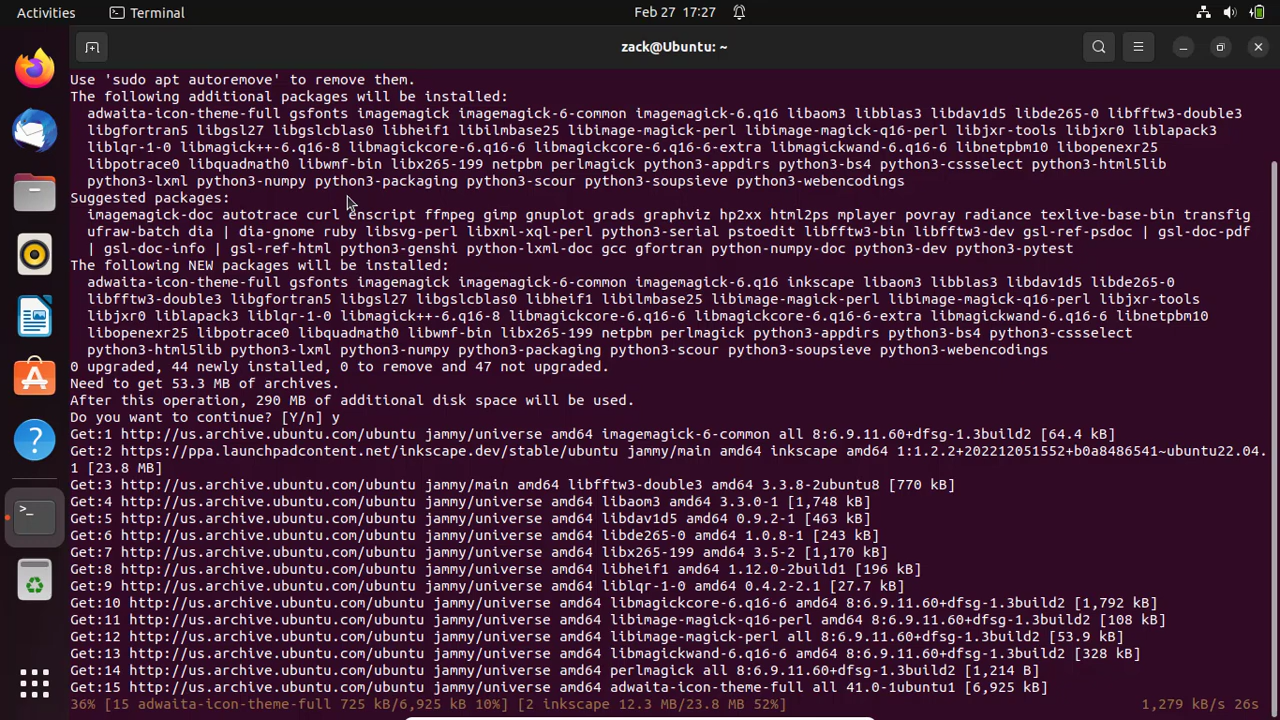 Activities
Terminal
Feb 27 17:27
zack@Ubuntu: ~
Use 'sudo apt autoremove' to remove them.
The following additional packages will be installed:
adwaita-icon-theme-full gsfonts imagemagick imagemagick-6-common imagemagick-6.q16 libaom3 libblas3 libdav1d5 libde265-0 libfftw3-double3
libgfortran5 libgsl27 libgslcblas0 libheif1 libilmbase25 libimage-magick-perl libimage-magick-q16-perl libjxr-tools libjxr0 liblapack3
liblqr-1-0 libmagick++-6.q16-8 libmagickcore-6.q16-6 libmagickcore-6.q16-6-extra libmagickwand-6.q16-6 libnetpbm10 libopenexr25
libpotrace0 libquadmath0 libwmf-bin libx265-199 netpbm perlmagick python3-appdirs python3-bs4 python3-cssselect python3-html5lib
python3-lxml python3-numpy python3-packaging python3-scour python3-soupsieve python3-webencodings
Suggested packages:
imagemagick-doc autotrace curl enscript ffmpeg gimp gnuplot grads graphviz hp2xx html2ps mplayer povray radiance texlive-base-bin transfig
ufraw-batch dia | dia-gnome ruby libsvg-perl libxml-xql-perl python3-serial pstoedit libfftw3-bin libfftw3-dev gsl-ref-psdoc | gsl-doc-pdf
| gsl-doc-info | gsl-ref-html python3-genshi python-lxml-doc gcc gfortran python-numpy-doc python3-dev python3-pytest
The following NEW packages will be installed:
adwaita-icon-theme-full gsfonts imagemagick imagemagick-6-common imagemagick-6.q16 inkscape libaom3 libblas3 libdav1d5 libde265-0
libfftw3-double3 libgfortran5 libgsl27 libgslcblas0 libheif1 libilmbase25 libimage-magick-perl libimage-magick-q16-perl libjxr-tools
libjxr0 liblapack3 liblqr-1-0 libmagick++-6.q16-8 libmagickcore-6.q16-6 libmagickcore-6.q16-6-extra libmagickwand-6.q16-6 libnetpbm10
libopenexr25 libpotrace0 libquadmath0 libwmf-bin libx265-199 netpbm perlmagick python3-appdirs python3-bs4 python3-cssselect
python3-html5lib python3-lxml python3-numpy python3-packaging python3-scour python3-soupsieve python3-webencodings
0 upgraded, 44 newly installed, 0 to remove and 47 not upgraded.
Need to get 53.3 MB of archives.
After this operation, 290 MB of additional disk space will be used.
Do you want to continue? [Y/n] y
Get:1 http://us.archive.ubuntu.com/ubuntu jammy/universe amd64 imagemagick-6-common all 8:6.9.11.60+dfsg-1.3build2 [64.4 kB]
Get:2 https://ppa.launchpadcontent.net/inkscape.dev/stable/ubuntu jammy/main amd64 inkscape amd64 1:1.2.2+202212051552+b0a8486541~ubuntu22.04.
1 [23.8 MB]
Get:3 http://us.archive.ubuntu.com/ubuntu jammy/main amd64 libfftw3-double3 amd64 3.3.8-2ubuntu8 [770 kB]
Get:4 http://us.archive.ubuntu.com/ubuntu jammy/universe amd64 libaom3 amd64 3.3.0-1 [1,748 kB]
Get:5 http://us.archive.ubuntu.com/ubuntu jammy/universe amd64 libdav1d5 amd64 0.9.2-1 [463 kB]
Get:6 http://us.archive.ubuntu.com/ubuntu jammy/universe amd64 libde265-0 amd64 1.0.8-1 [243 kB]
Get:7 http://us.archive.ubuntu.com/ubuntu jammy/universe amd64 libx265-199 amd64 3.5-2 [1,170 kB]
Get:8 http://us.archive.ubuntu.com/ubuntu jammy/universe amd64 libheif1 amd64 1.12.0-2build1 [196 kB]
Get:9 http://us.archive.ubuntu.com/ubuntu jammy/universe amd64 liblqr-1-0 amd64 0.4.2-2.1 [27.7 kB]
Get:10 http://us.archive.ubuntu.com/ubuntu jammy/universe amd64 libmagickcore-6.q16-6 amd64 8:6.9.11.60+dfsg-1.3build2 [1,792 kB]
Get:11 http://us.archive.ubuntu.com/ubuntu jammy/universe amd64 libimage-magick-q16-perl amd64 8:6.9.11.60+dfsg-1.3build2 [108 kB]
Get:12 http://us.archive.ubuntu.com/ubuntu jammy/universe amd64 libimage-magick-perl all 8:6.9.11.60+dfsg-1.3build2 [53.9 kB]
Get:13 http://us.archive.ubuntu.com/ubuntu jammy/universe amd64 libmagickwand-6.q16-6 amd64 8:6.9.11.60+dfsg-1.3build2 [328 kB]
Get:14 http://us.archive.ubuntu.com/ubuntu jammy/universe amd64 perlmagick all 8:6.9.11.60+dfsg-1.3build2 [1,214 B]
Get:15 http://us.archive.ubuntu.com/ubuntu jammy/universe amd64 adwaita-icon-theme-full all 41.0-1ubuntu1 [6,925 kB]
36% [15 adwaita-icon-theme-full 725 kB/6,925 kB 10%] [2 inkscape 12.3 MB/23.8 MB 52%] 1,279 kB/s 26s